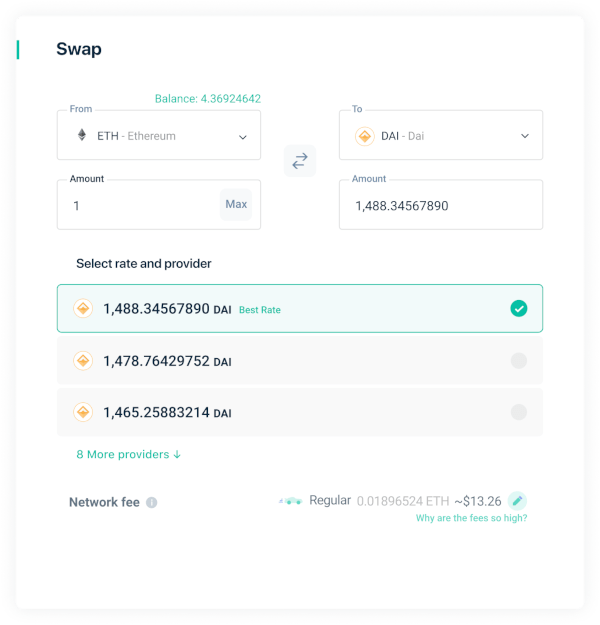 Swap
Balance: 4.36924642
From
ETH - Ethereum
To
DAI - Dai
Amount
1
Max
Amount
1,488.34567890
Select rate and provider
1,488.34567890 DAI Best Rate
1,478.76429752 DAI
1,465.25883214 DAI
8 More providers ↓
Network fee i Regular 0.01896524 ETH ~$13.26
Why are the fees so high?